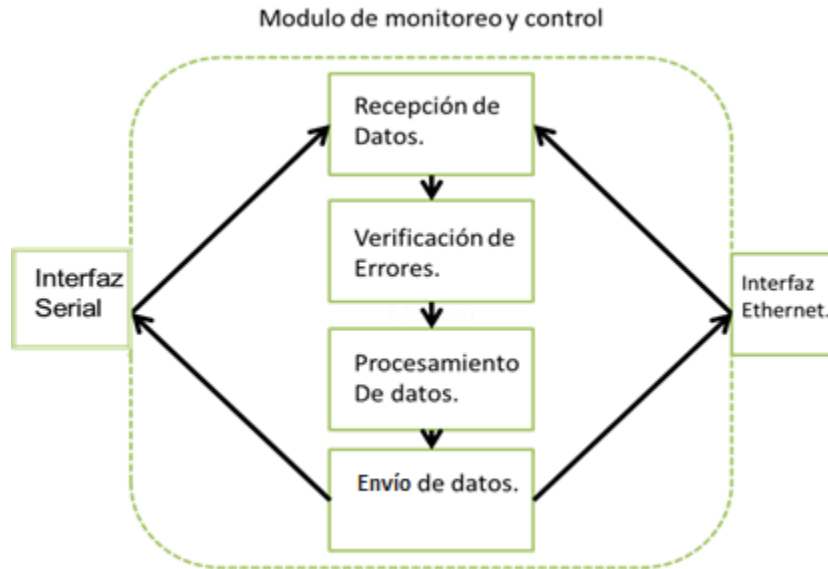 Modulo de monitoreo y control
Recepción de
Datos.
Verificación de
Errores.
Interfaz
Serial
Interfaz
Ethernet.
Procesamiento
De datos.
Envío de datos.